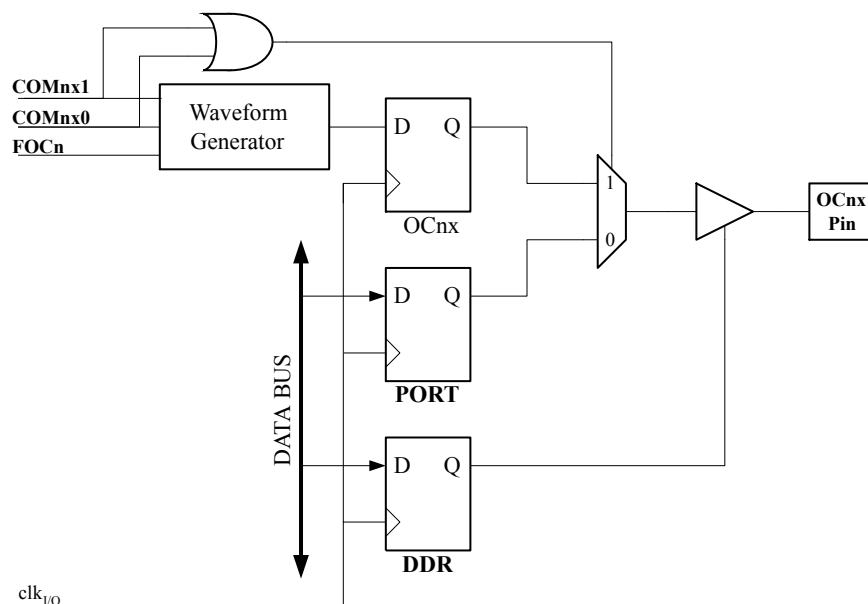 COMnx1
COMnx0
FOCn
Waveform
Generator
D Q
OCnx
1
0
OCnx
Pin
D Q
PORT
DATA BUS
D Q
DDR
clkI/O